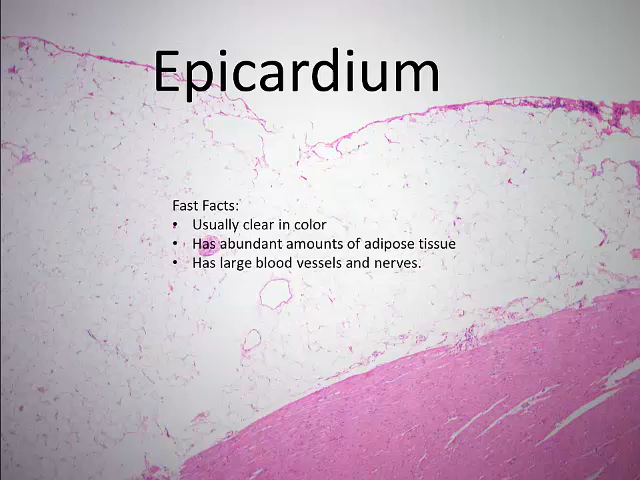 Epicardium
Fast Facts:
• Usually clear in color
• Has abundant amounts of adipose tissue
• Has large blood vessels and nerves.